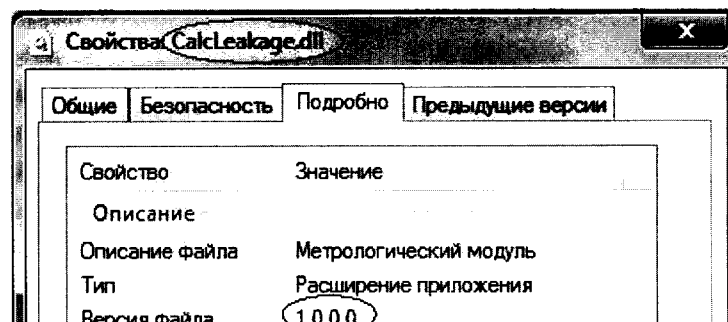 Свойства: CalcLeakage.dll
Общие Безопасность Подробно Предыдущие версии
Свойство Значение
Описание
Описание файла Метрологический модуль
Тип Расширение приложения
Версия файла 1.0.0.0